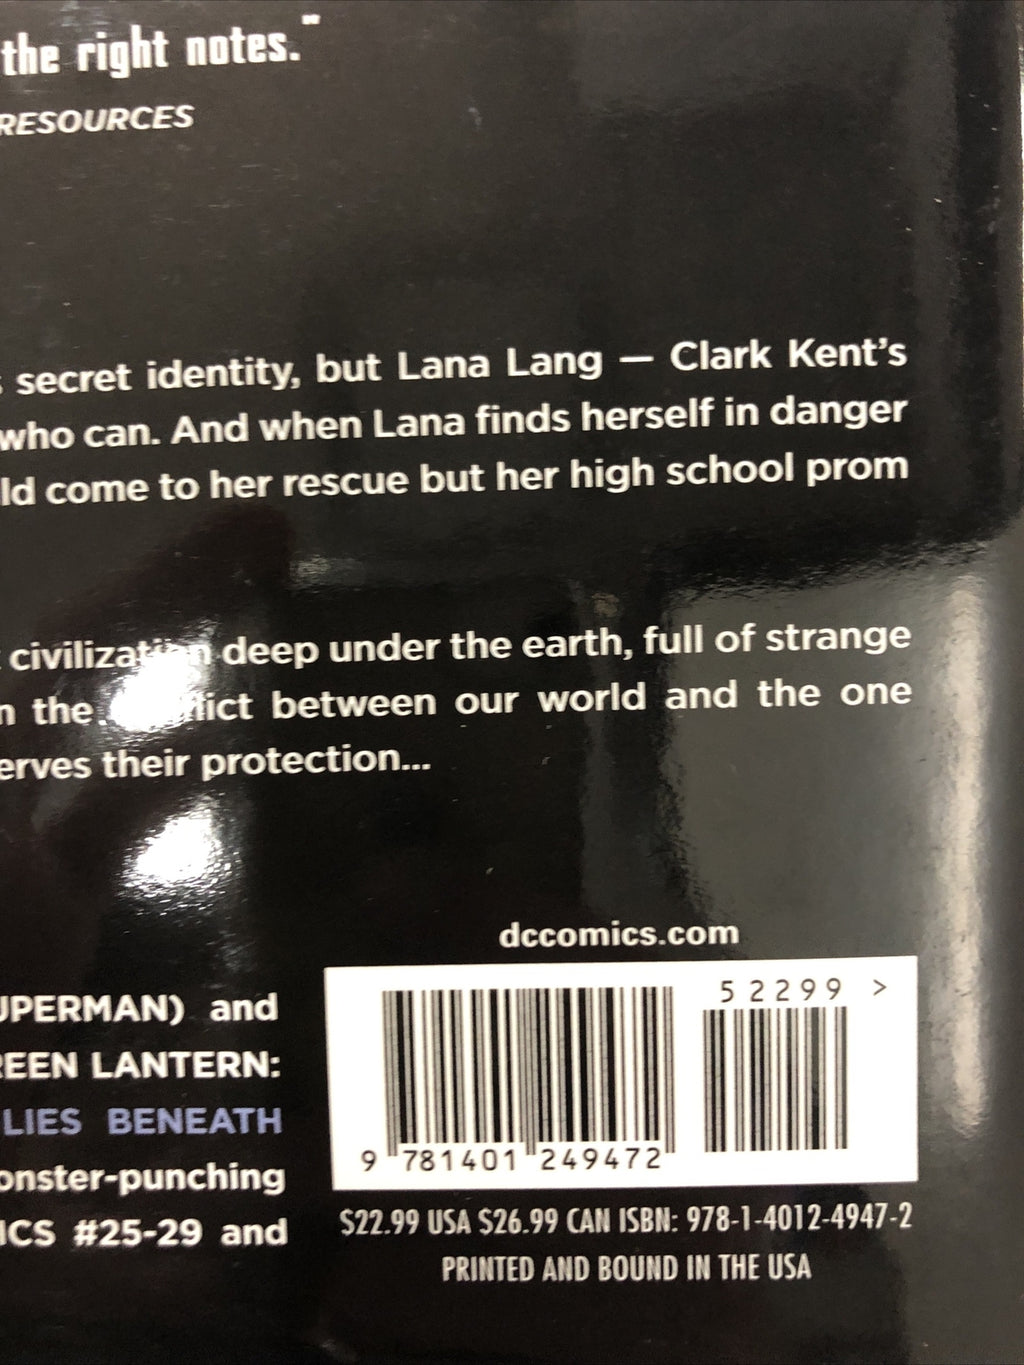 the right notes."
RESOURCES
secret identity, but Lana Lang — Clark Kent's
who can. And when Lana finds herself in danger
ld come to her rescue but her high school prom
civilization deep under the earth, full of strange
n the conflict between our world and the one
erves their protection...
dccomics.com
52299 >
UPERMAN) and
REEN LANTERN:
LIES BENEATH
onster-punching
9 781401 249472
ICS #25-29 and
$22.99 USA $26.99 CAN ISBN: 978-1-4012-4947-2
PRINTED AND BOUND IN THE USA